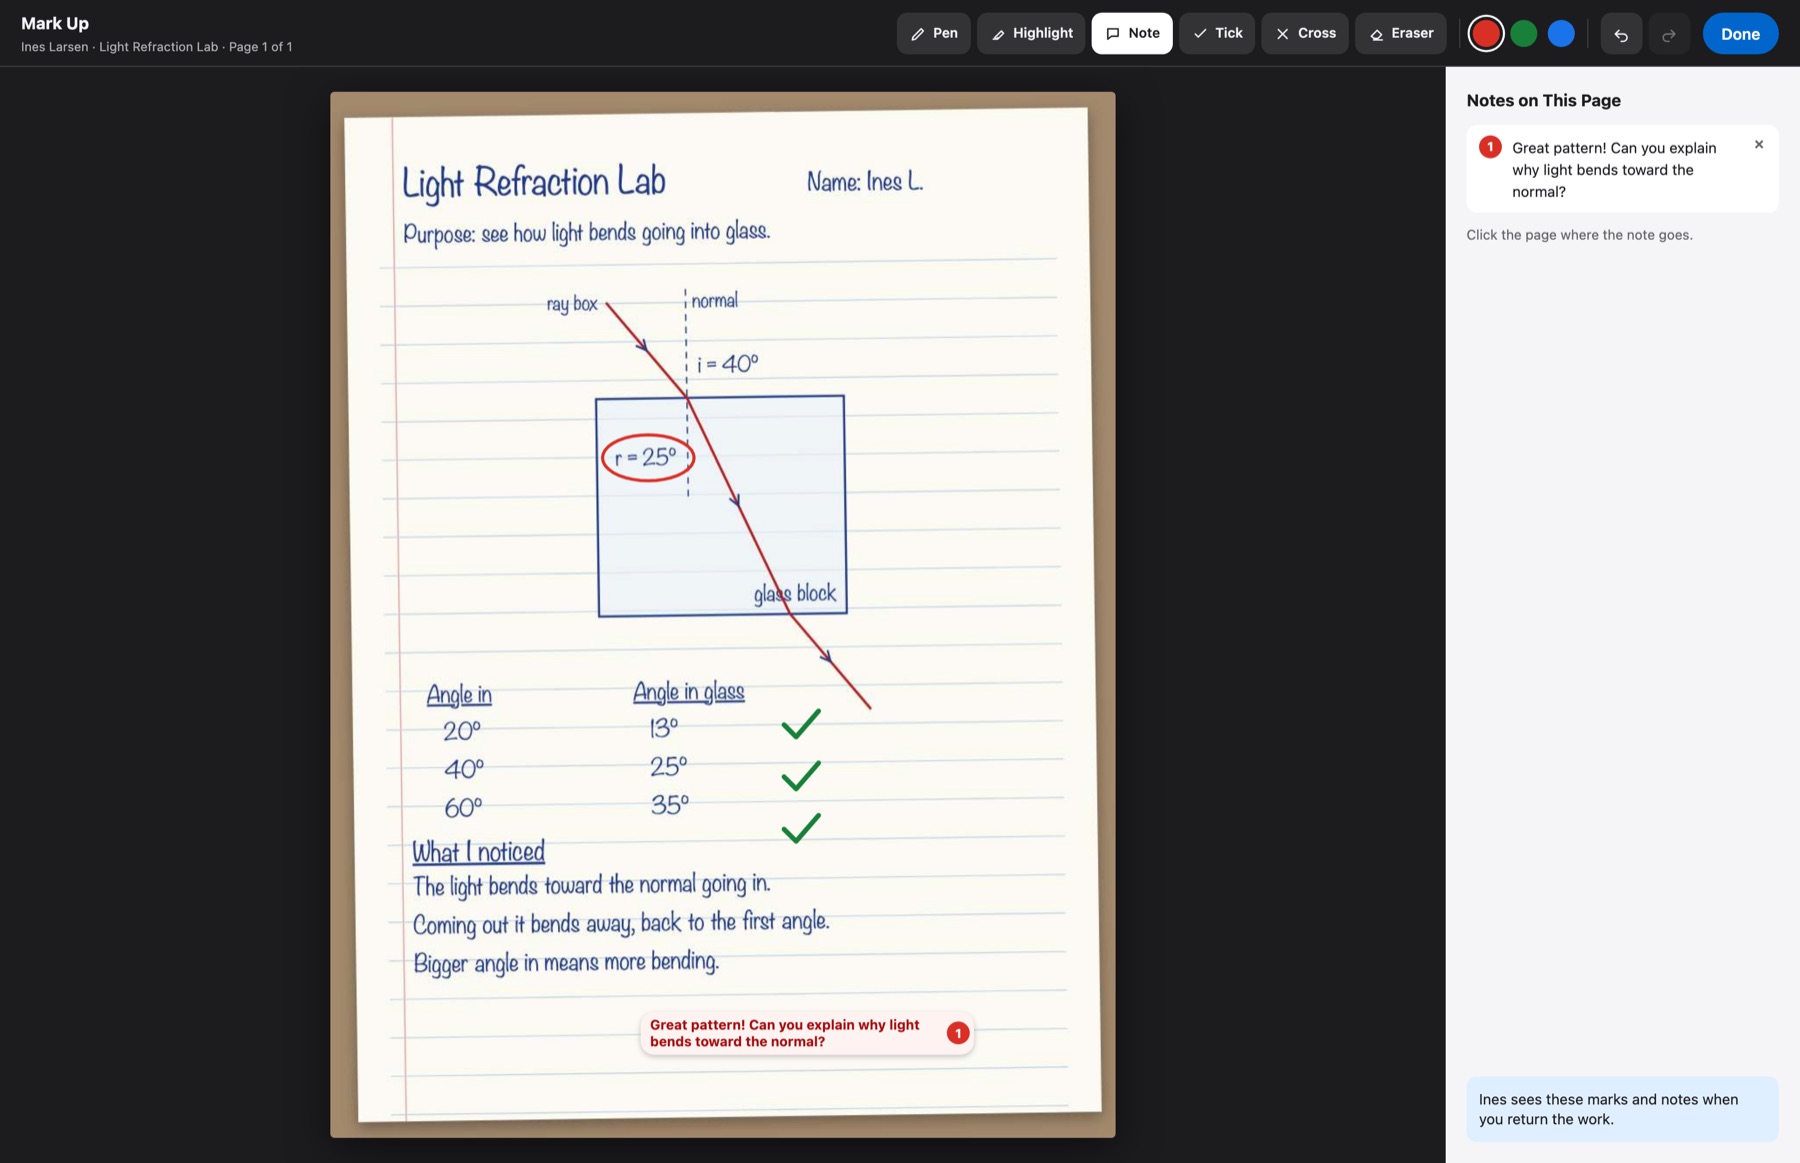 Mark Up
Ines Larsen · Light Refraction Lab · Page 1 of 1
Pen
Highlight
Note
Tick
Cross
Eraser
Done
Light Refraction Lab
Name: Ines L.
Purpose: see how light bends going into glass.
ray box
normal
i = 40°
r = 25°
glass block
Angle in Angle in glass
20° 13°
40° 25°
60° 35°
What I noticed
The light bends toward the normal going in.
Coming out it bends away, back to the first angle.
Bigger angle in means more bending.
Great pattern! Can you explain why light
bends toward the normal?
1
Notes on This Page
1
Great pattern! Can you explain
why light bends toward the
normal?
Click the page where the note goes.
Ines sees these marks and notes when
you return the work.